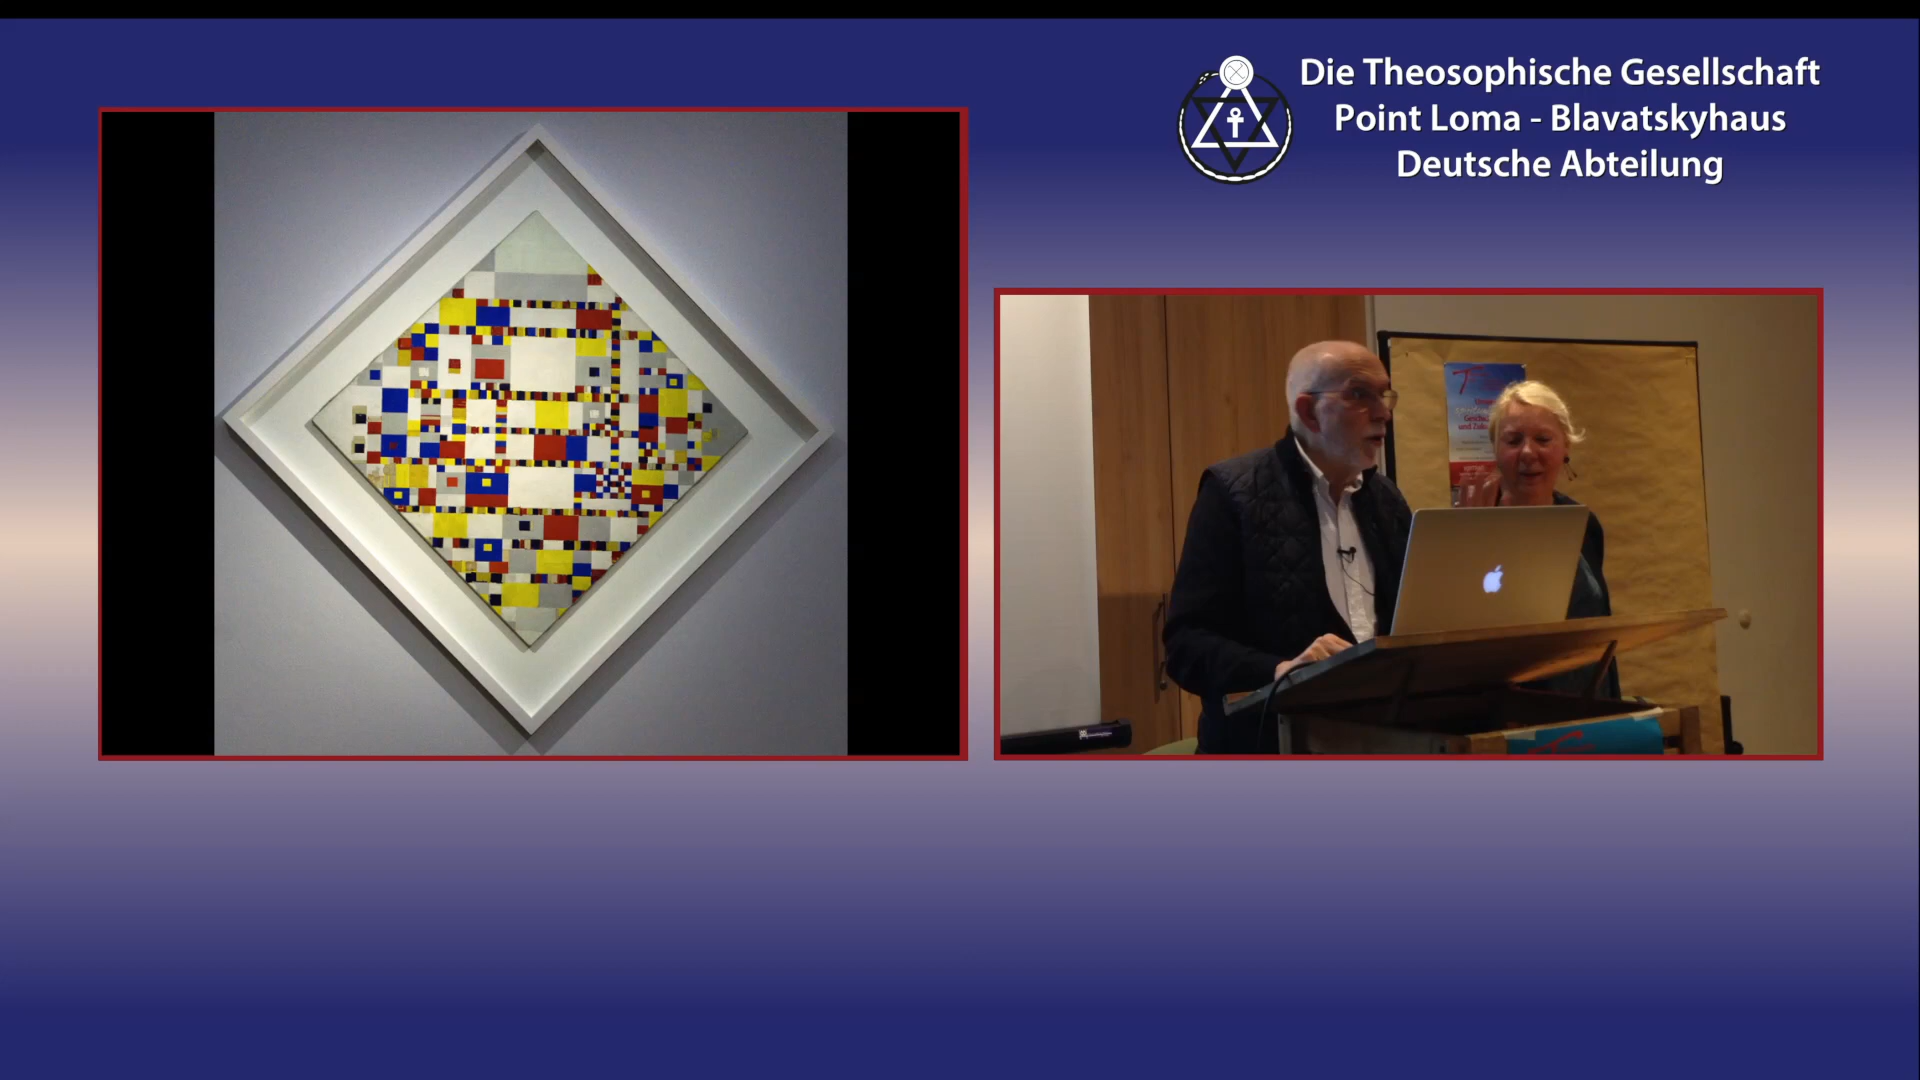 Die Theosophische Gesellschaft
Point Loma - Blavatskyhaus
Deutsche Abteilung